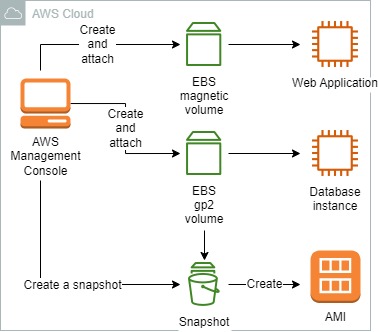 AWS Cloud
Create
and
attach
EBS
magnetic
volume
Web Application
AWS
Management
Console
Create
and
attach
EBS
gp2
volume
Database
instance
Create a snapshot
Snapshot
Create
AMI